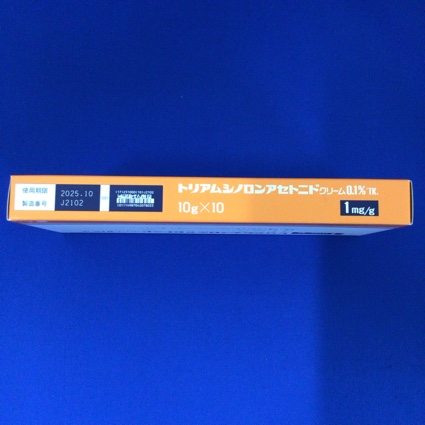 使用期限 2025.10
製造番号 J2102
トリアムシノロンアセトニドクリーム0.1%「TK」
10g×10
1mg/g